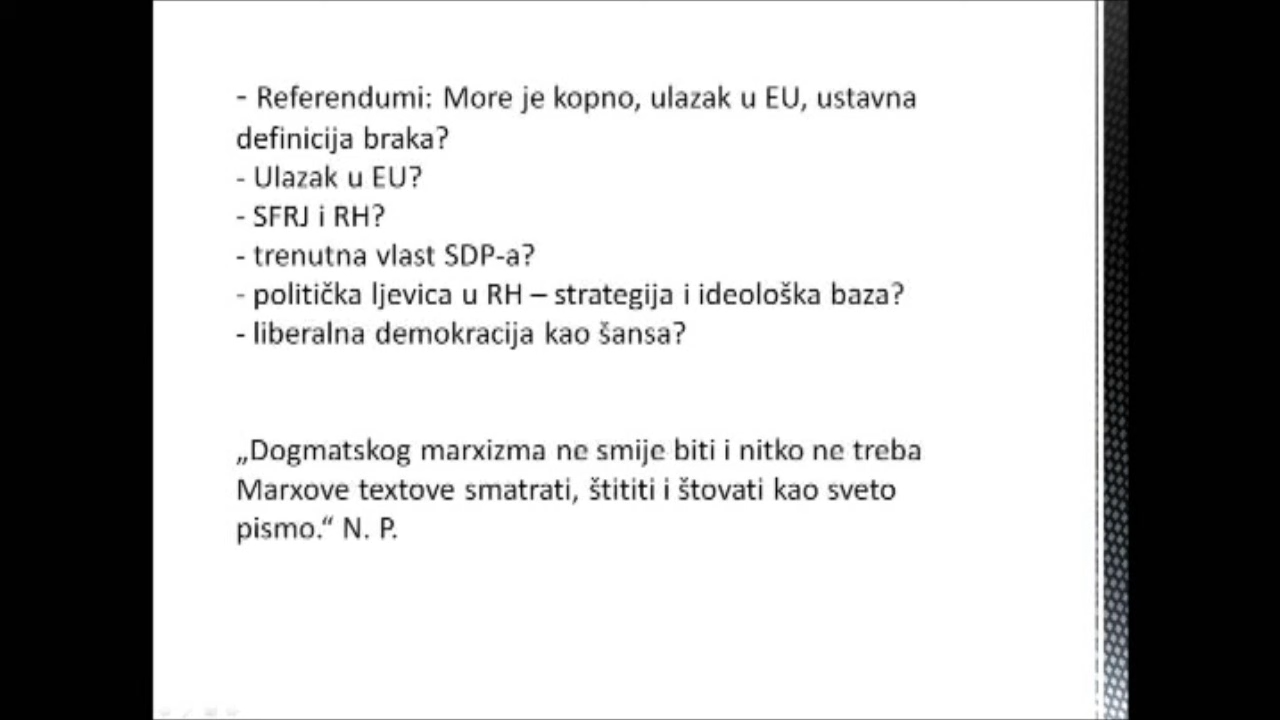 - Referendumi: More je kopno, ulazak u EU, ustavna
definicija braka?
- Ulazak u EU?
- SFRJ i RH?
- trenutna vlast SDP-a?
- politička ljevica u RH – strategija i ideološka baza?
- liberalna demokracija kao šansa?
„Dogmatskog marxizma ne smije biti i nitko ne treba
Marxove textove smatrati, štititi i štovati kao sveto
pismo.“ N. P.